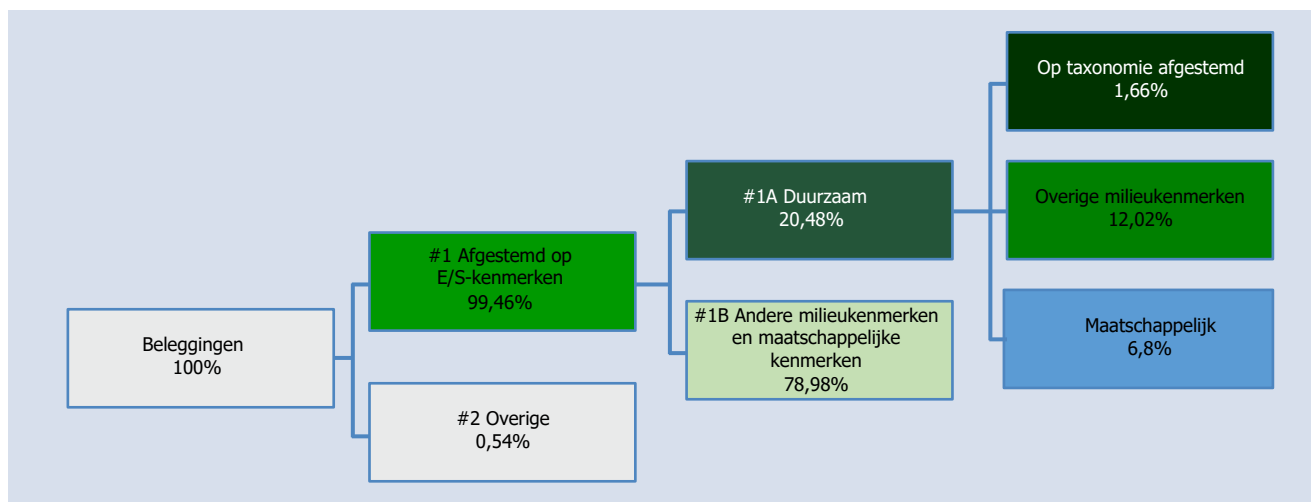 Beleggingen
100%
#1 Afgestemd op
E/S-kenmerken
99,46%
#2 Overige
0,54%
#1A Duurzaam
20,48%
#1B Andere milieukenmerken
en maatschappelijke
kenmerken
78,98%
Op taxonomie afgestemd
1,66%
Overige milieukenmerken
12,02%
Maatschappelijk
6,8%